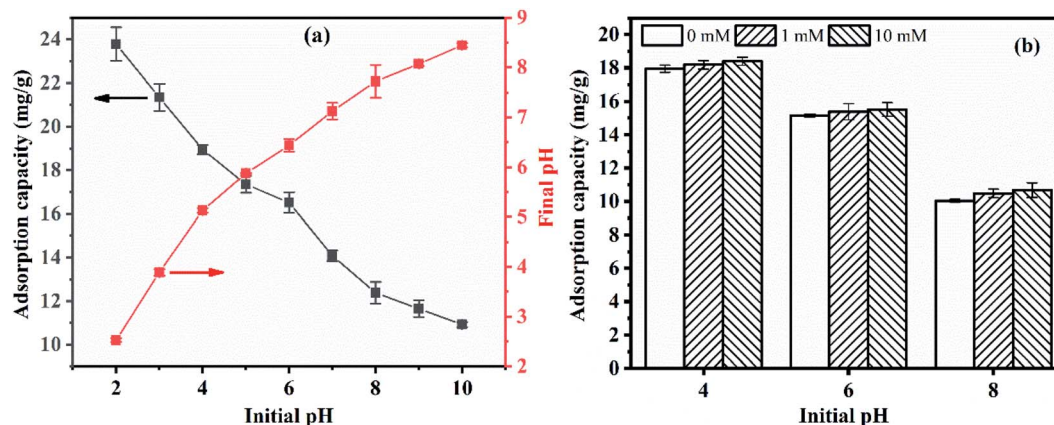 (a)
Adsorption capacity (mg/g)
24
22
20
18
16
14
12
10
2 4 6 8 10
Initial pH
9
8
7
6
5
4
3
2
Final pH
(b)
0 mM 1 mM 10 mM
Adsorption capacity (mg/g)
20
18
16
14
12
10
8
6
4
2
0
4 6 8
Initial pH